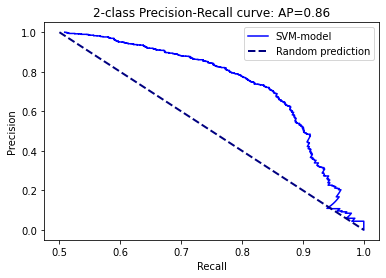 2-class Precision-Recall curve: AP=0.86
SVM-model
Random prediction
1.0
0.8
0.6
0.4
0.2
0.0
Precision
0.5
0.6
0.7
0.8
0.9
1.0
Recall